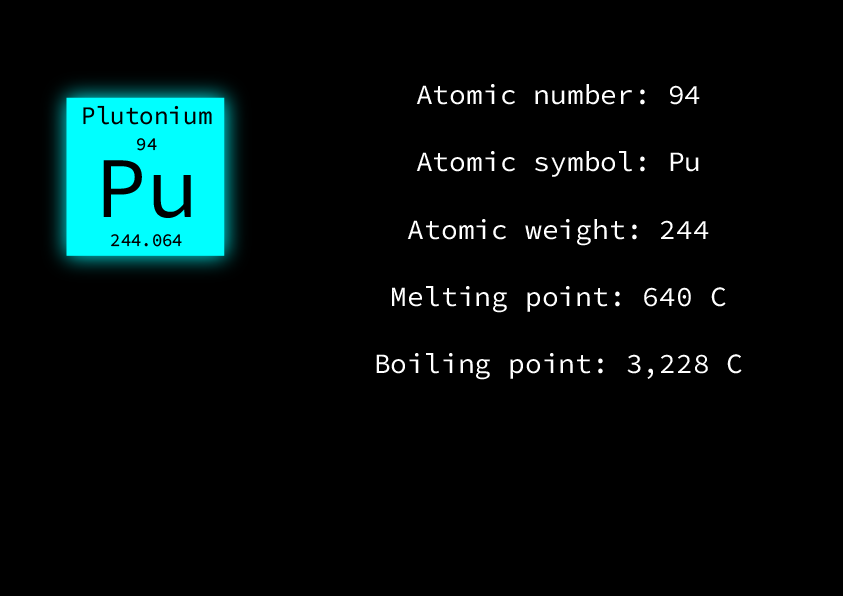 Plutonium
94
Pu
244.064
Atomic number: 94
Atomic symbol: Pu
Atomic weight: 244
Melting point: 640 C
Boiling point: 3,228 C